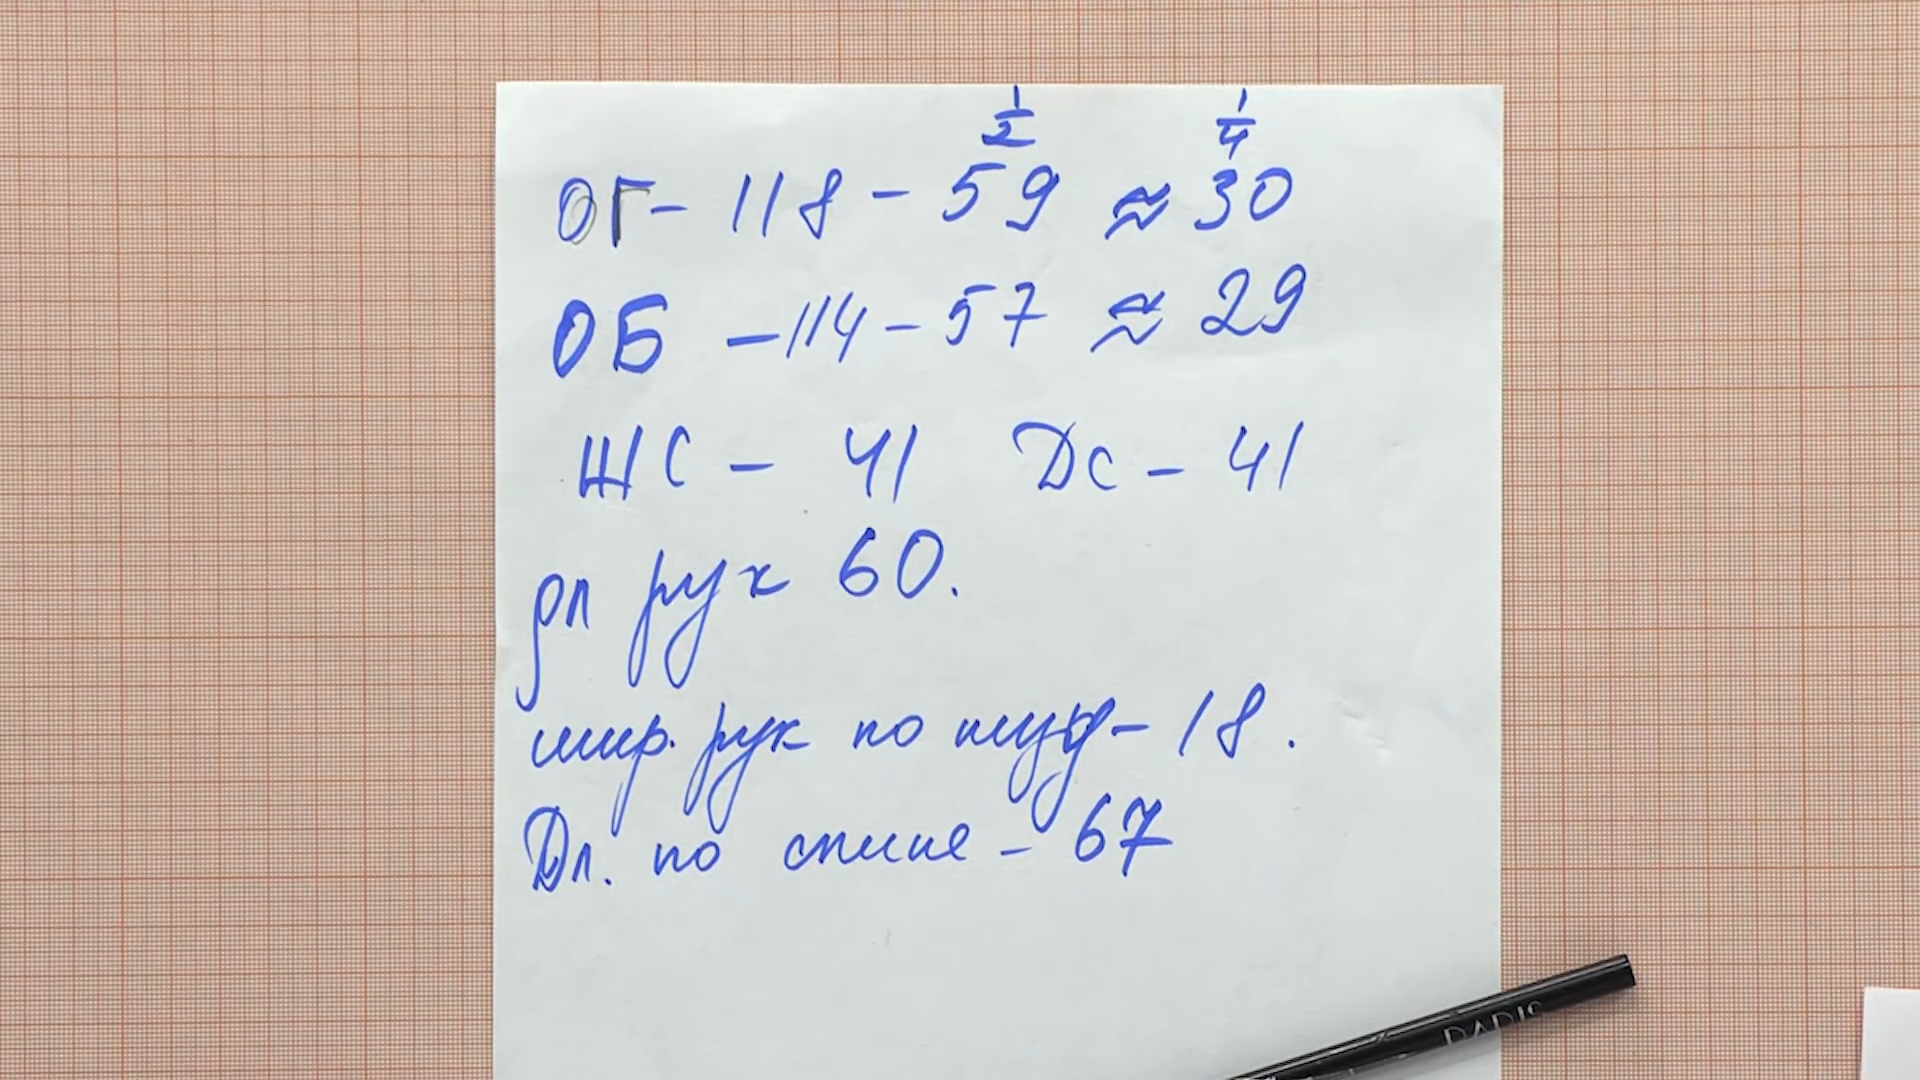 1/2 1/4
ОГ - 118 - 59 ≈ 30
ОБ - 114 - 57 ≈ 29
ШС - 41 ДС - 41
дл рук 60.
шир. рук по - 18.
Дл. по спине - 67
DADIS